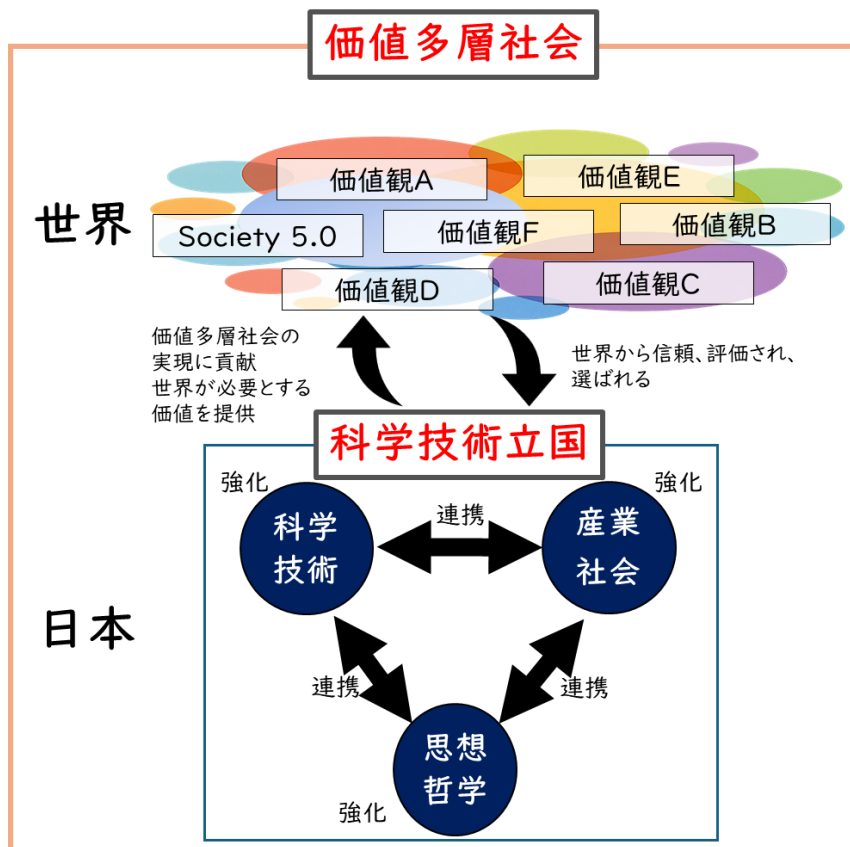 価値多層社会
世界
価値観A
価値観E
Society 5.0
価値観F
価値観B
価値観D
価値観C
価値多層社会の
実現に貢献
世界が必要とする
価値を提供
世界から信頼、評価され、
選ばれる
科学技術立国
日本
強化
科学
技術
連携
強化
産業
社会
連携
連携
強化
思想
哲学